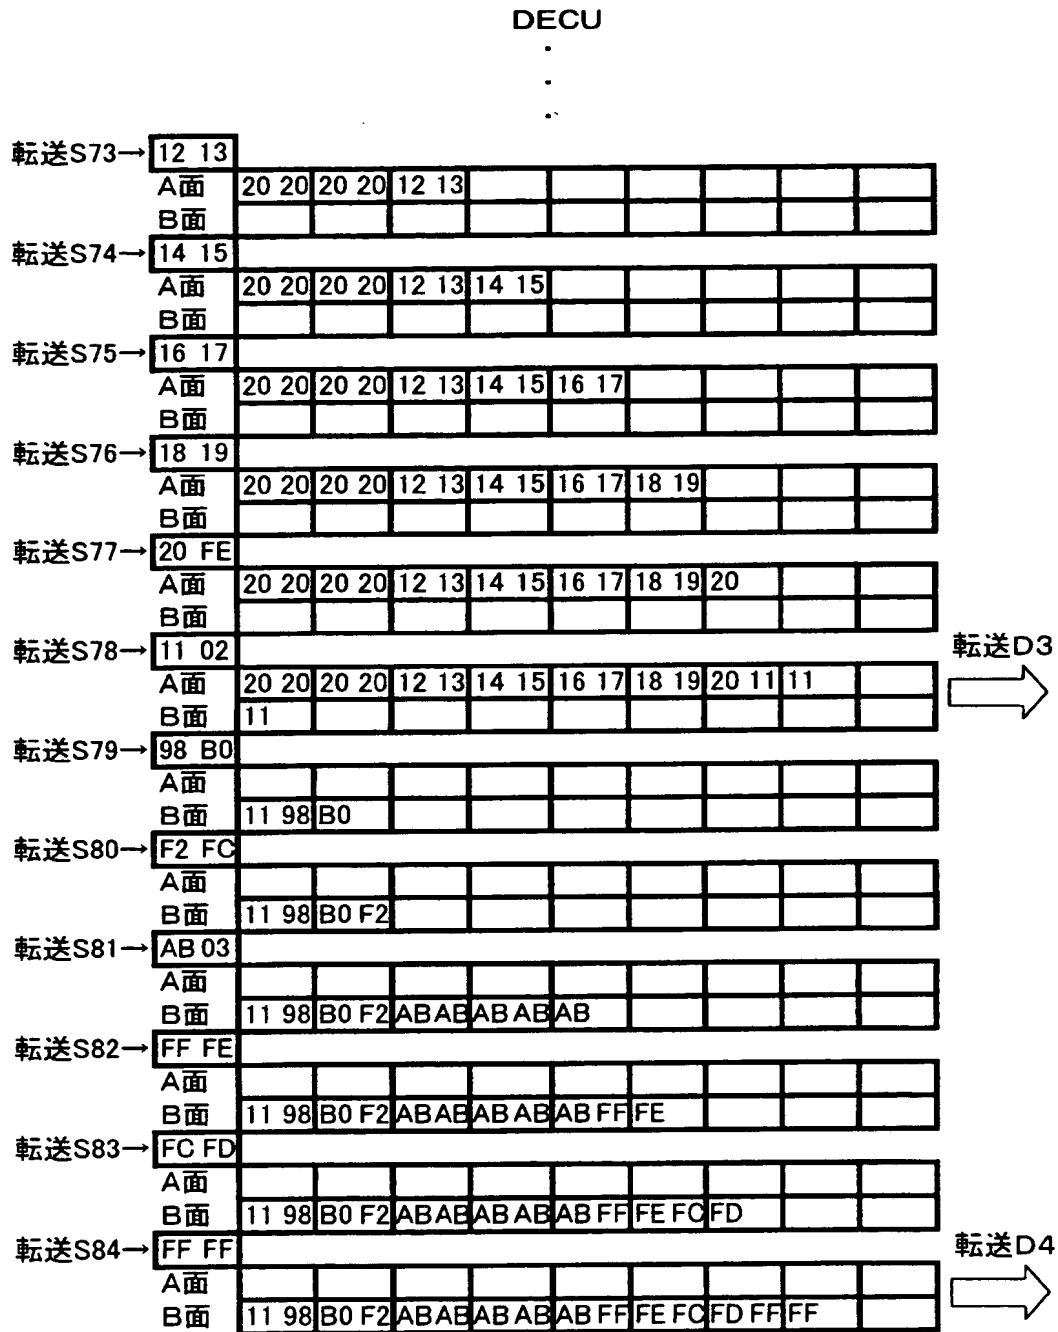 DECU
転送S73→ 12 13
A面 20 20 20 20 12 13
B面
転送S74→ 14 15
A面 20 20 20 20 12 13 14 15
B面
転送S75→ 16 17
A面 20 20 20 20 12 13 14 15 16 17
B面
転送S76→ 18 19
A面 20 20 20 20 12 13 14 15 16 17 18 19
B面
転送S77→ 20 FE
A面 20 20 20 20 12 13 14 15 16 17 18 19 20
B面
転送S78→ 11 02 転送D3
A面 20 20 20 20 12 13 14 15 16 17 18 19 20 11 11
B面 11
転送S79→ 98 B0
A面
B面 11 98 B0
転送S80→ F2 FC
A面
B面 11 98 B0 F2
転送S81→ AB 03
A面
B面 11 98 B0 F2 AB AB AB AB AB
転送S82→ FF FE
A面
B面 11 98 B0 F2 AB AB AB AB AB FF FE
転送S83→ FC FD
A面
B面 11 98 B0 F2 AB AB AB AB AB FF FE FC FD
転送S84→ FF FF 転送D4
A面
B面 11 98 B0 F2 AB AB AB AB AB FF FE FC FD FF FF